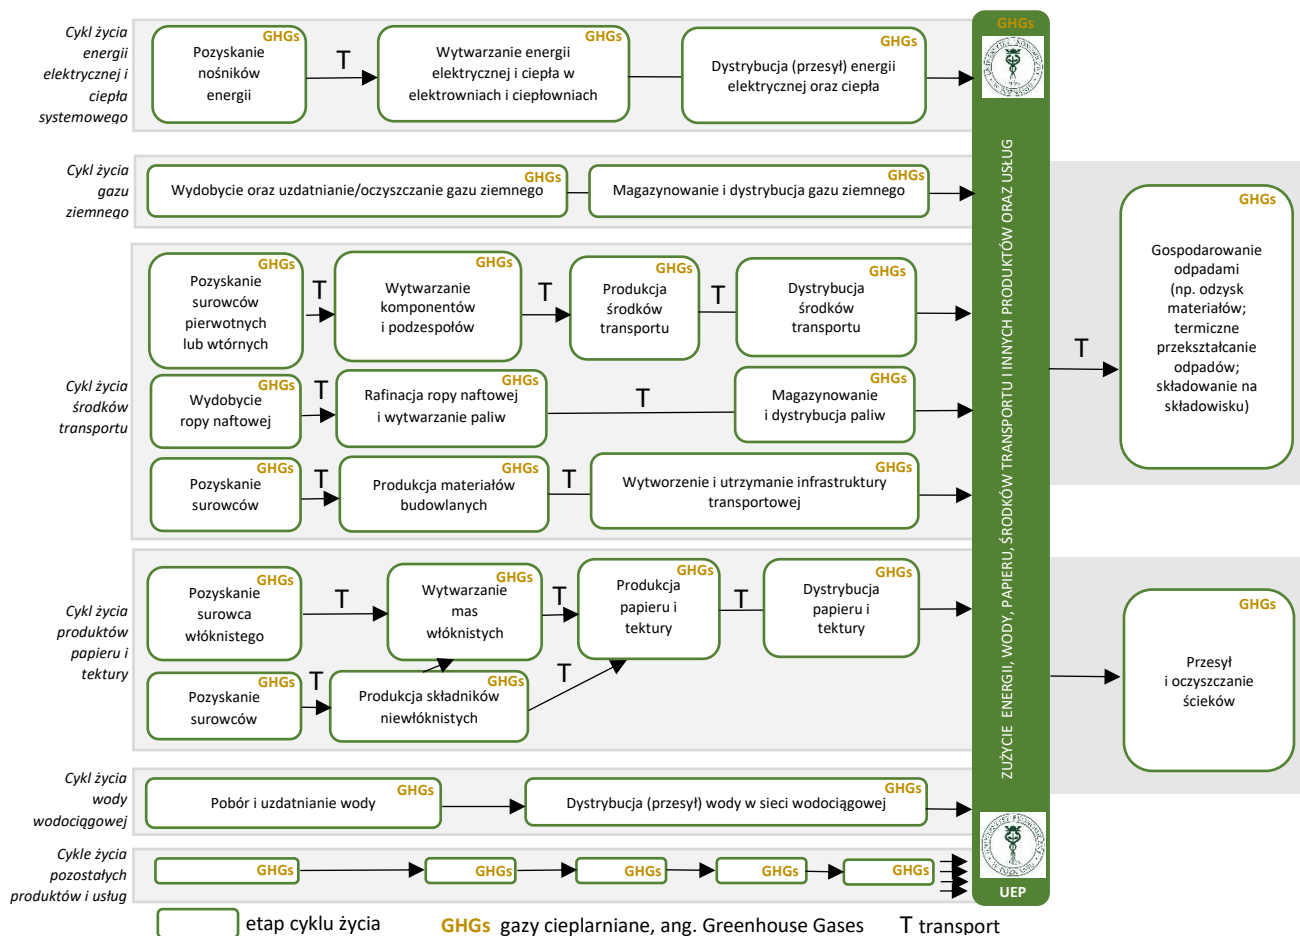 Cykl życia
energii
elektrycznej i
ciepła
systemowego
GHGs
Pozyskanie
nośników
energii
T
GHGs
Wytwarzanie energii
elektrycznej i ciepła w
elektrowniach i ciepłowniach
GHGs
Dystrybucja (przesył) energii
elektrycznej oraz ciepła
GHGs
Cykl życia
gazu
ziemnego
GHGs
Wydobycie oraz uzdatnianie/oczyszczanie gazu ziemnego
GHGs
Magazynowanie i dystrybucja gazu ziemnego
Cykl życia
środków
transportu
GHGs
Pozyskanie
surowców
pierwotnych
lub wtórnych
T
GHGs
Wytwarzanie
komponentów
i podzespołów
T
GHGs
Produkcja
środków
transportu
T
GHGs
Dystrybucja
środków
transportu
GHGs
Wydobycie
ropy naftowej
T
GHGs
Rafinacja ropy naftowej
i wytwarzanie paliw
T
GHGs
Magazynowanie
i dystrybucja paliw
GHGs
Pozyskanie
surowców
T
GHGs
Produkcja materiałów
budowlanych
T
GHGs
Wytworzenie i utrzymanie infrastruktury
transportowej
Cykl życia
produktów
papieru i
tektury
GHGs
Pozyskanie
surowca
włóknistego
T
GHGs
Wytwarzanie
mas
włóknistych
T
GHGs
Produkcja
papieru i
tektury
T
GHGs
Dystrybucja
papieru i
tektury
GHGs
Pozyskanie
surowców
T
GHGs
Produkcja składników
niewłóknistych
T
Cykl życia
wody
wodociągowej
GHGs
Pobór i uzdatnianie wody
GHGs
Dystrybucja (przesył) wody w sieci wodociągowej
Cykle życia
pozostałych
produktów i usług
GHGs
GHGs
GHGs
GHGs
GHGs
ZUŻYCIE ENERGII, WODY, PAPIERU, ŚRODKÓW TRANSPORTU I INNYCH PRODUKTÓW ORAZ USŁUG
UEP
T
GHGs
Gospodarowanie
odpadami
(np. odzysk
materiałów;
termiczne
przekształcanie
odpadów;
składowanie na
składowisku)
GHGs
Przesył
i oczyszczanie
ścieków
etap cyklu życia
GHGs gazy cieplarniane, ang. Greenhouse Gases
T transport